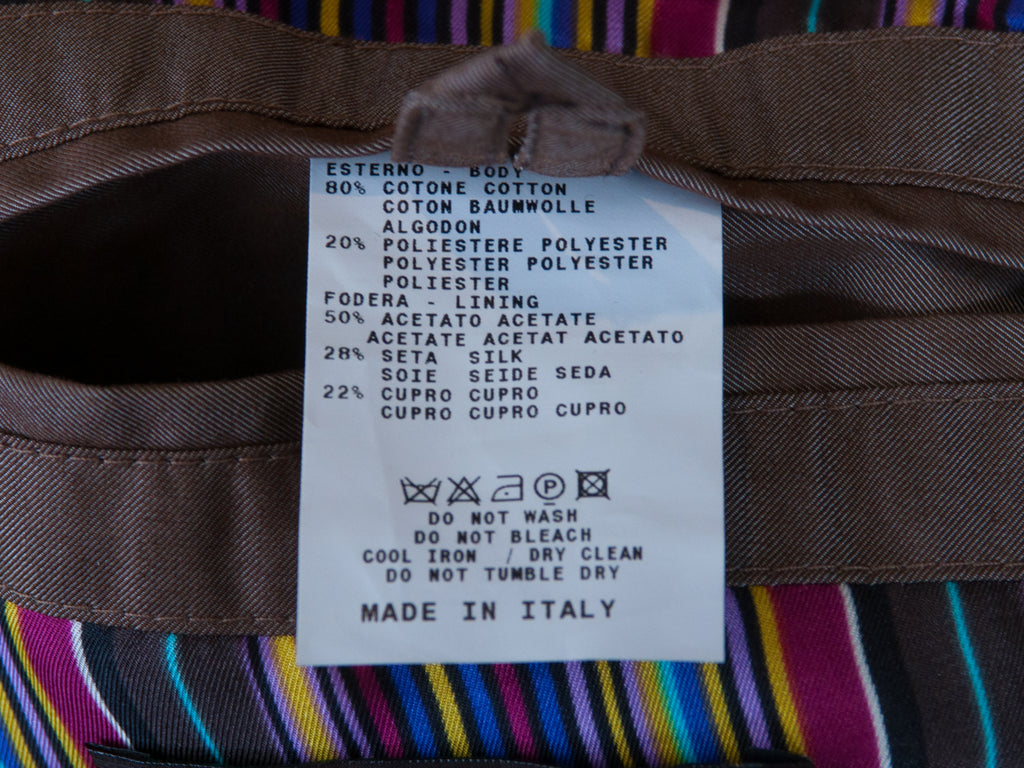 ESTERNO - BODY
80% COTONE COTTON
COTON BAUMWOLLE
ALGODON
20% POLIESTERE POLYESTER
POLYESTER POLYESTER
POLIESTER
FODERA - LINING
50% ACETATO ACETATE
ACETATE ACETAT ACETATO
28% SETA SILK
SOIE SEIDE SEDA
22% CUPRO CUPRO
CUPRO CUPRO CUPRO
P
DO NOT WASH
DO NOT BLEACH
COOL IRON / DRY CLEAN
DO NOT TUMBLE DRY
MADE IN ITALY